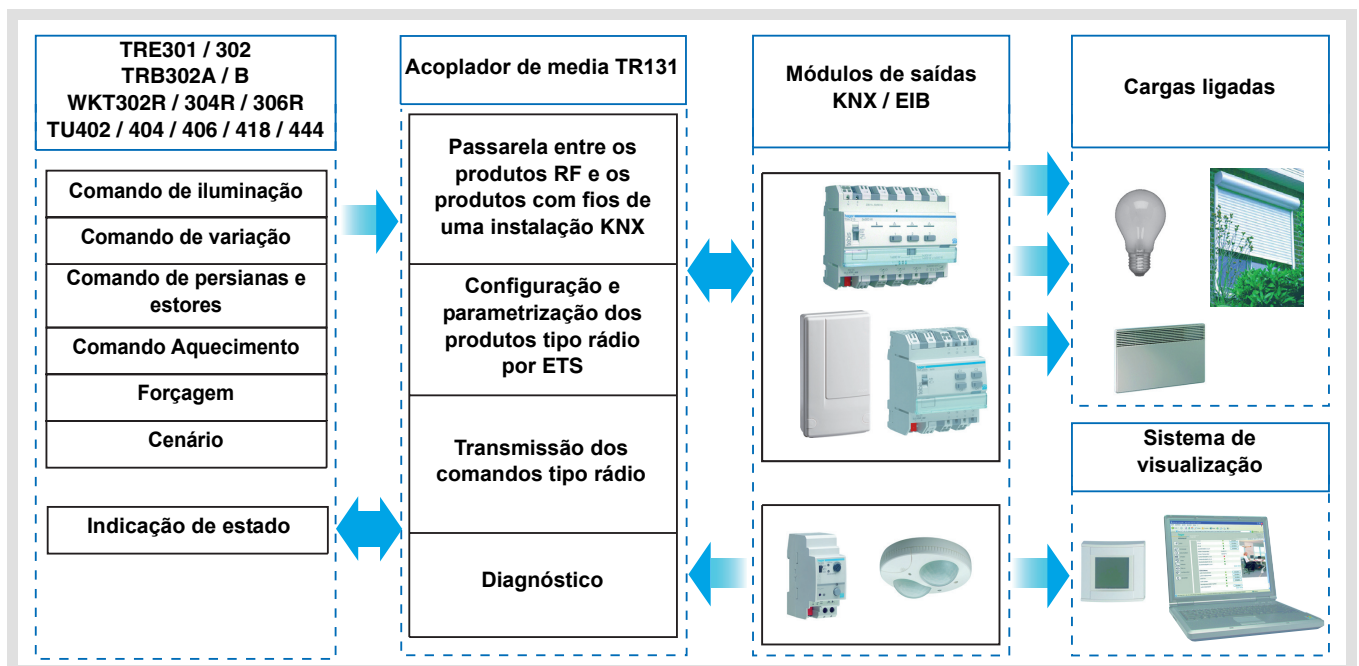 TRE301 / 302
TRB302A / B
WKT302R / 304R / 306R
TU402 / 404 / 406 / 418 / 444
Comando de iluminação
Comando de variação
Comando de persianas e
estores
Comando Aquecimento
Forçagem
Cenário
Indicação de estado
Acoplador de media TR131
Passarela entre os
produtos RF e os
produtos com fios de
uma instalação KNX
Configuração e
parametrização dos
produtos tipo rádio
por ETS
Transmissão dos
comandos tipo rádio
Diagnóstico
Módulos de saídas
KNX / EIB
Cargas ligadas
Sistema de
visualização